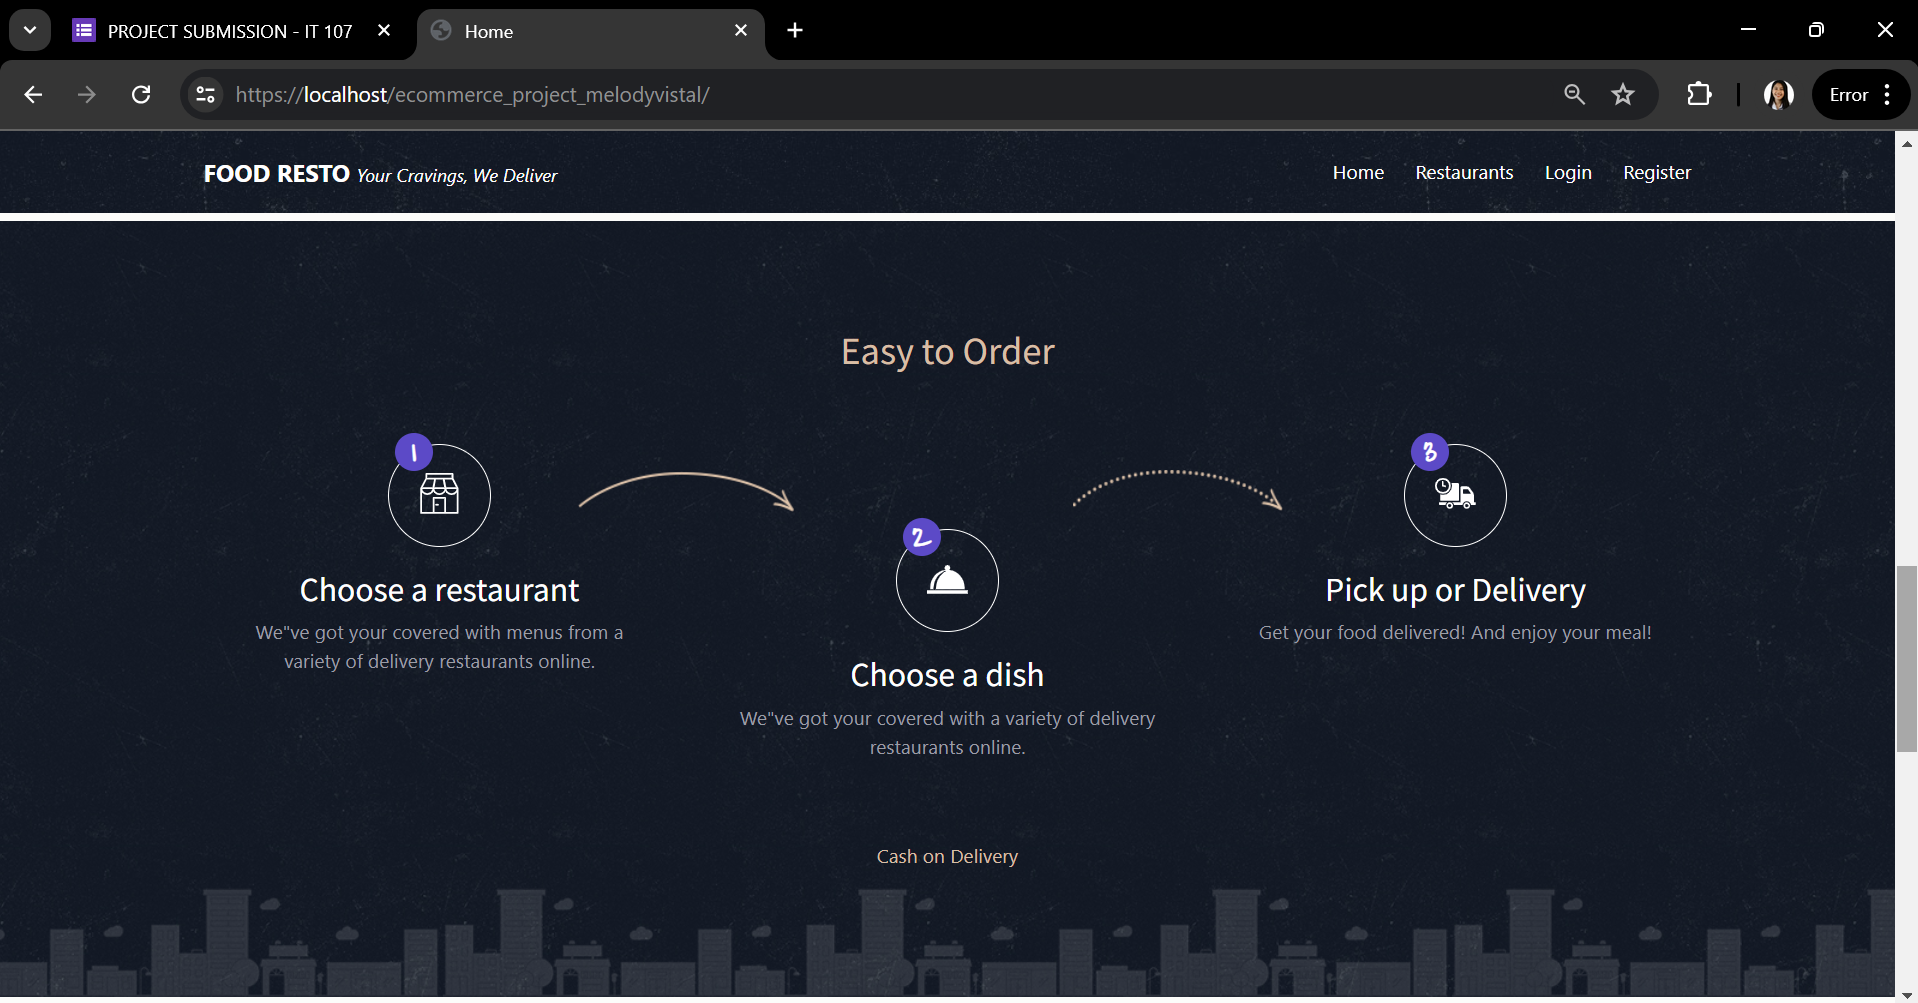 PROJECT SUBMISSION - IT 107
Home
https://localhost/ecommerce_project_melodyvistal/
Error
FOOD RESTO Your Cravings, We Deliver
Home Restaurants Login Register
Easy to Order
1
Choose a restaurant
We"ve got your covered with menus from a
variety of delivery restaurants online.
2
Choose a dish
We"ve got your covered with a variety of delivery
restaurants online.
3
Pick up or Delivery
Get your food delivered! And enjoy your meal!
Cash on Delivery